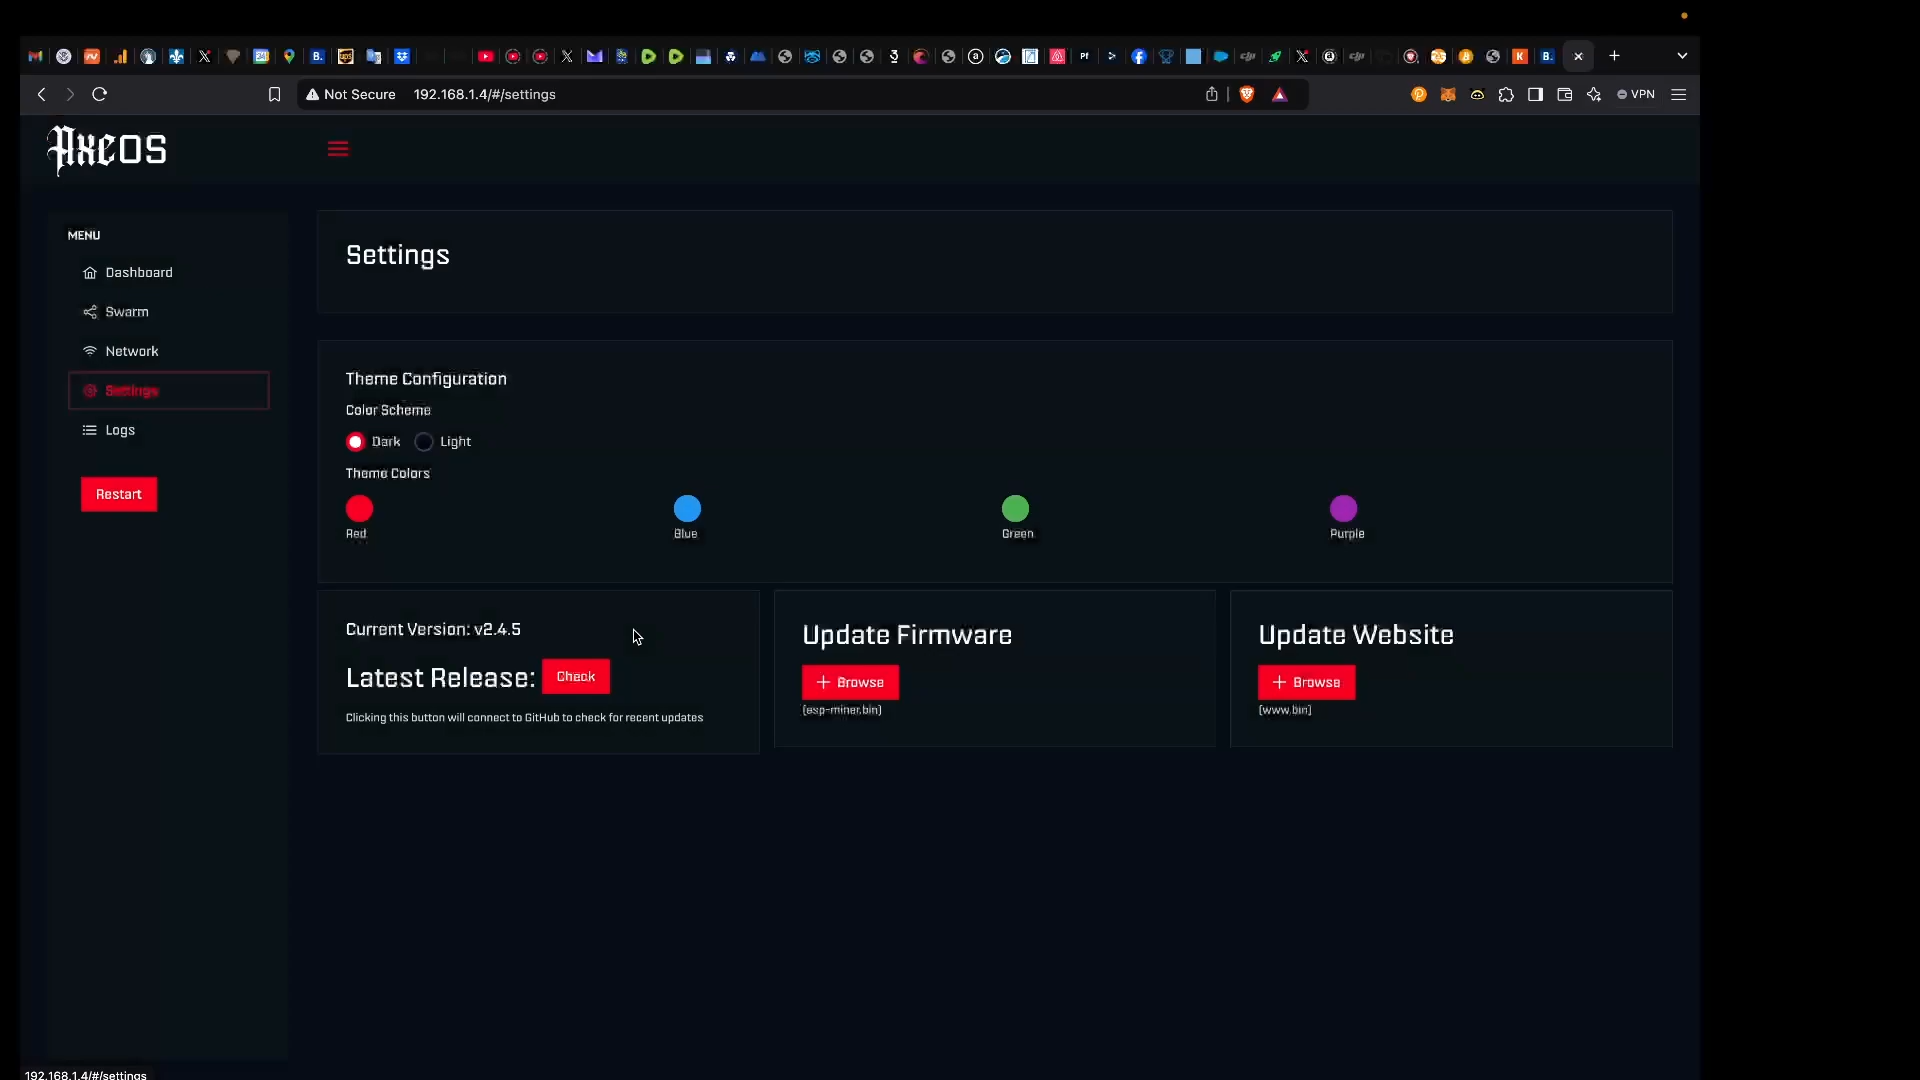 Not Secure 192.168.1.4/#/settings
VPN
AxeOS
MENU
Dashboard
Swarm
Network
Settings
Logs
Restart
Settings
Theme Configuration
Color Scheme
Dark Light
Theme Colors
Red Blue Green Purple
Current Version: v2.4.5
Latest Release: Check
Clicking this button will connect to GitHub to check for recent updates
Update Firmware
+ Browse
(esp-miner.bin)
Update Website
+ Browse
(www.bin)
192.168.1.4/#/settings